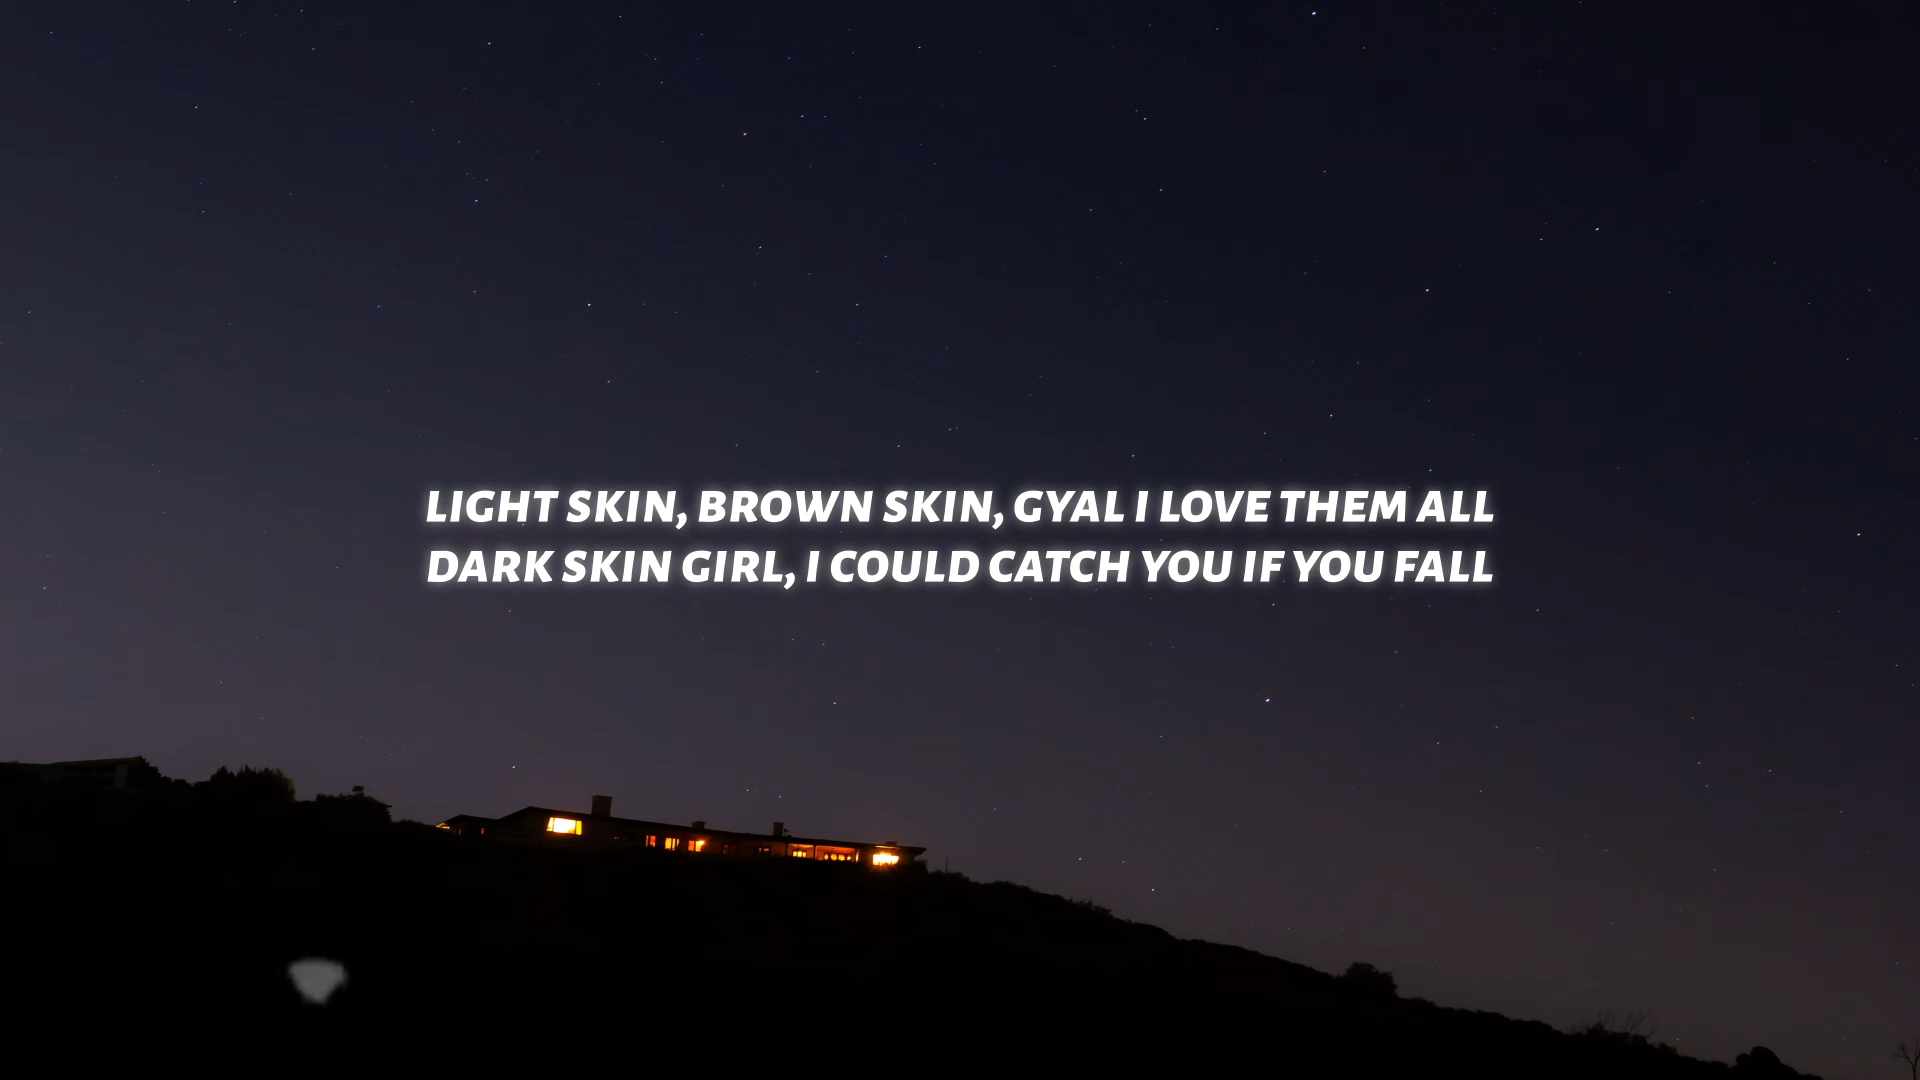 LIGHT SKIN, BROWN SKIN, GYAL I LOVE THEM ALL
DARK SKIN GIRL, I COULD CATCH YOU IF YOU FALL